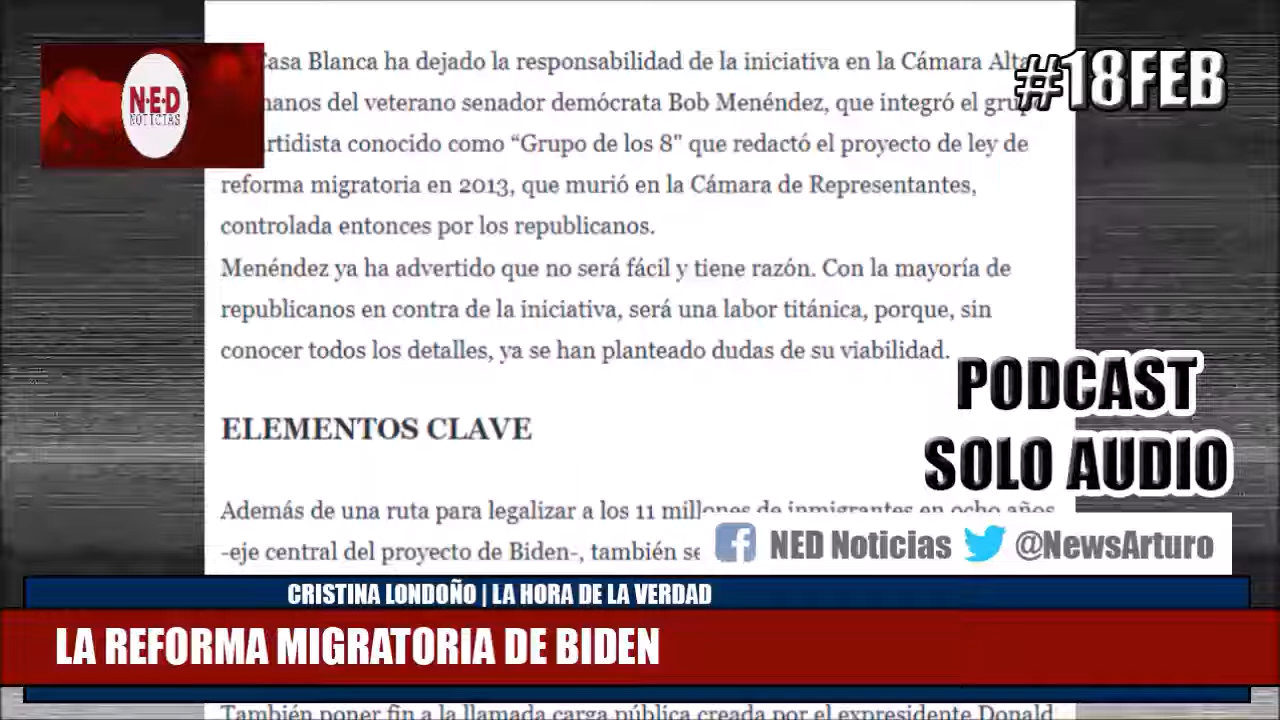 Casa Blanca ha dejado la responsabilidad de la iniciativa en la Cámara Alta
#18FEB
N·E·D
NOTICIAS
manos del veterano senador demócrata Bob Menéndez, que integró el
conocido como “Grupo de los 8" que redactó el proyecto de ley de
reforma migratoria en 2013, que murió en la Cámara de Representantes,
controlada entonces por los republicanos.
Menéndez ya ha advertido que no será fácil y tiene razón. Con la mayoría de
republicanos en contra de la iniciativa, será una labor titánica, porque, sin
conocer todos los detalles, ya se han planteado dudas de su viabilidad.
PODCAST
SOLO AUDIO
ELEMENTOS CLAVE
Además de una ruta para legalizar a los 11 millones de inmigrantes en ocho años
-eje central del proyecto de Biden-, también se
NED Noticias @NewsArturo
CRISTINA LONDOÑO | LA HORA DE LA VERDAD
LA REFORMA MIGRATORIA DE BIDEN
También poner fin a la llamada carga pública creada por el expresidente Donald